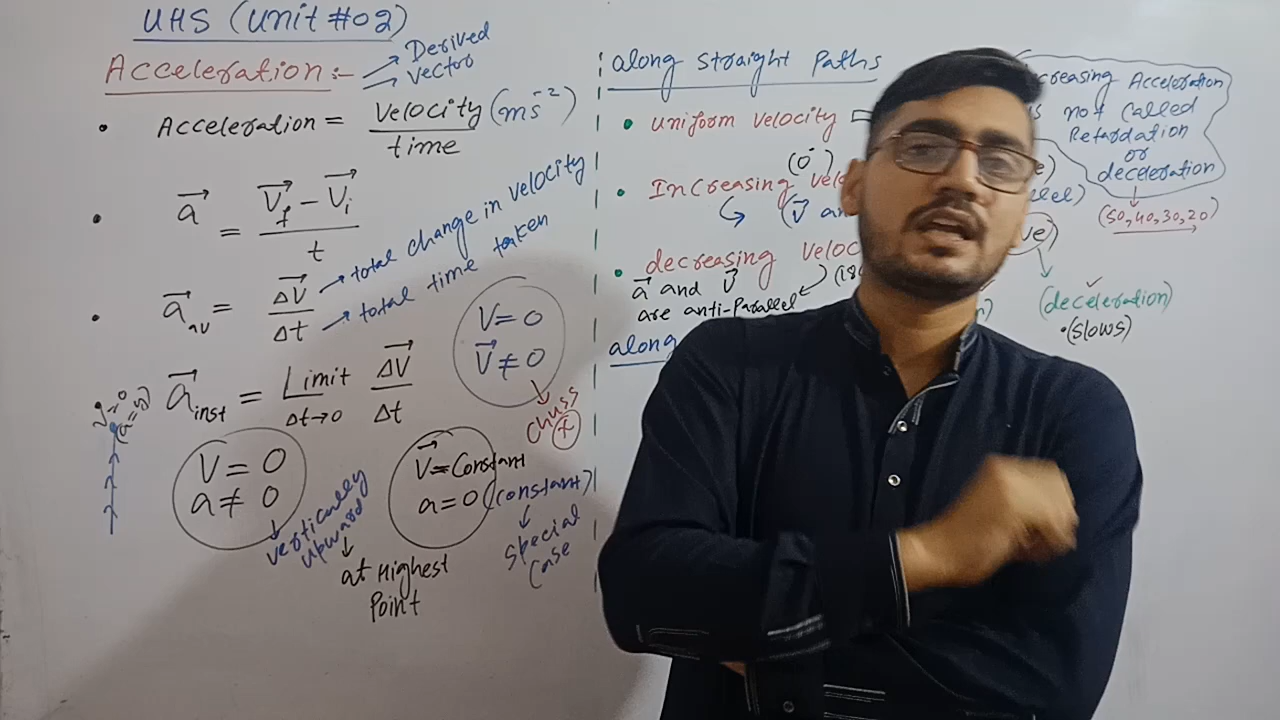 UHS (Unit #02)
Acceleration :-
Derived
vector
Acceleration = Velocity/time (ms⁻²)
a⃗ = (V⃗f − V⃗i)/t
a⃗av = ΔV⃗/Δt
total change in velocity
total time taken
a⃗inst = Limit Δt→0 ΔV⃗/Δt
V = 0
V⃗ ≠ 0
(a=g)
V = 0
a ≠ 0
vertically
upward
at Highest
Point
V⃗ = Constant
a = 0 (constant)
special
case
along straight Paths
uniform velocity
(0°)
Increasing
decreasing
a⃗ and V⃗
are anti-Parallel
along
creasing Acceleration
not called
Retardation
or
deceleration
(50,40,30,20)
(deceleration)
•(slows)